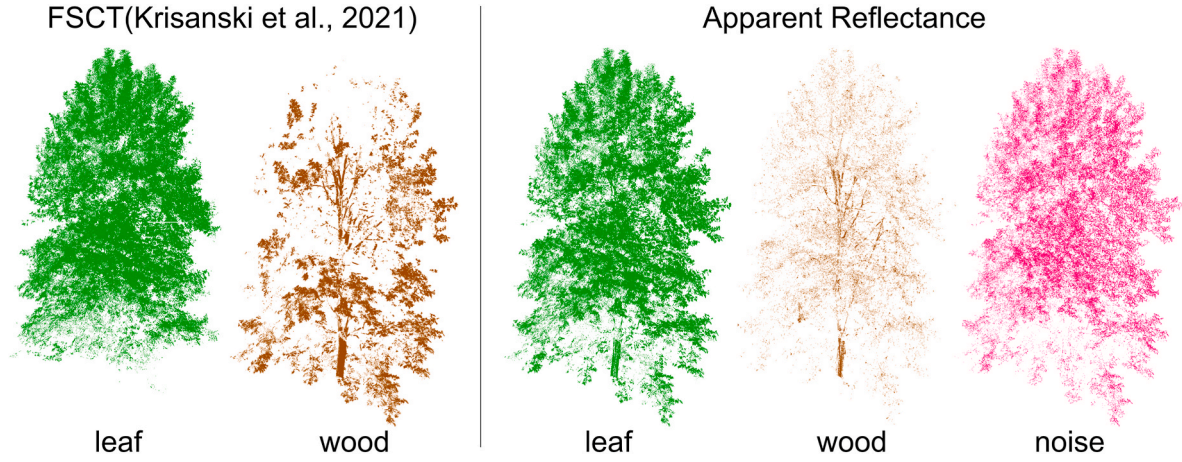 FSCT(Krisanski et al., 2021)
Apparent Reflectance
leaf
wood
leaf
wood
noise